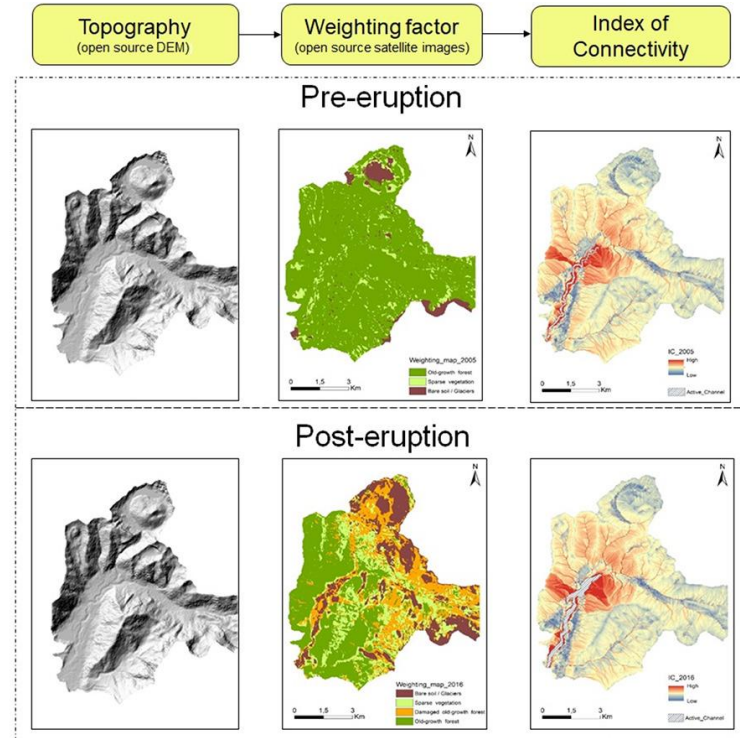 Topography
(open source DEM)
Weighting factor
(open source satellite images)
Index of
Connectivity
Pre-eruption
N
Weighting_map_2005
Old-growth forest
Sparse vegetation
Bare soil / Glaciers
0 1,5 3
Km
N
IC_2005
High
Low
Active_Channel
0 1,5 3
Km
Post-eruption
N
Weighting_map_2016
Bare soil / Glaciers
Sparse vegetation
Damaged old-growth forest
Old-growth forest
0 1,5 3
Km
N
IC_2016
High
Low
Active_Channel
0 1,5 3
Km